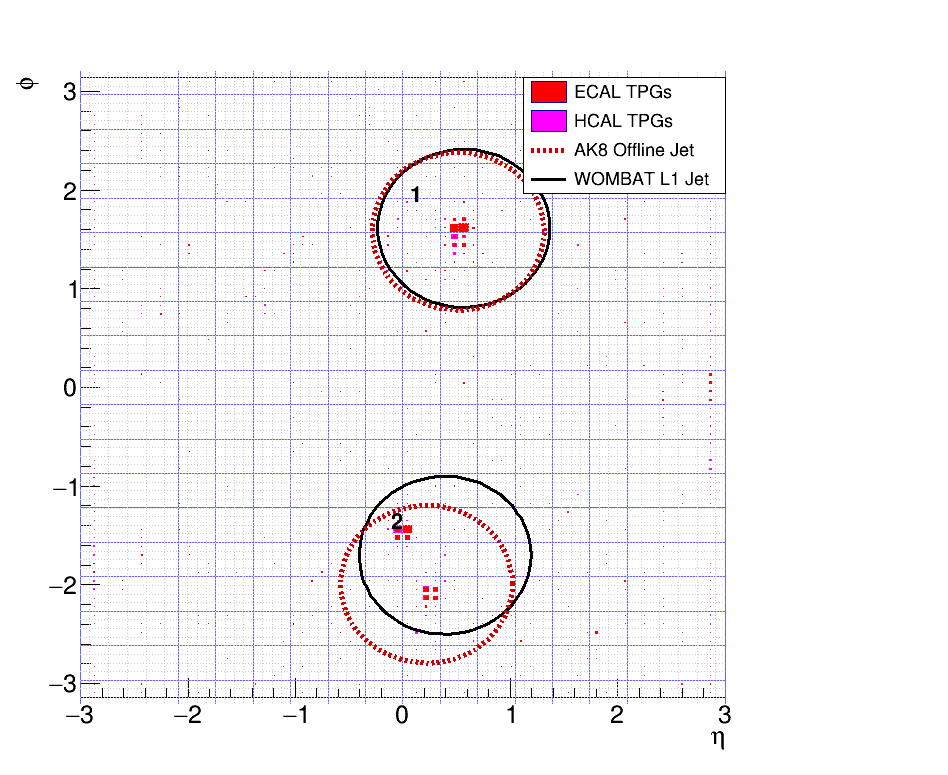 φ
3
ECAL TPGs
HCAL TPGs
AK8 Offline Jet
WOMBAT L1 Jet
2
1
1
0
−1
2
−2
−3
−3 −2 −1 0 1 2 3
η